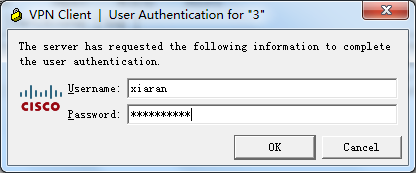 VPN Client | User Authentication for "3"
The server has requested the following information to complete
the user authentication.
CISCO
Username: xiaran
Password: **********
OK Cancel